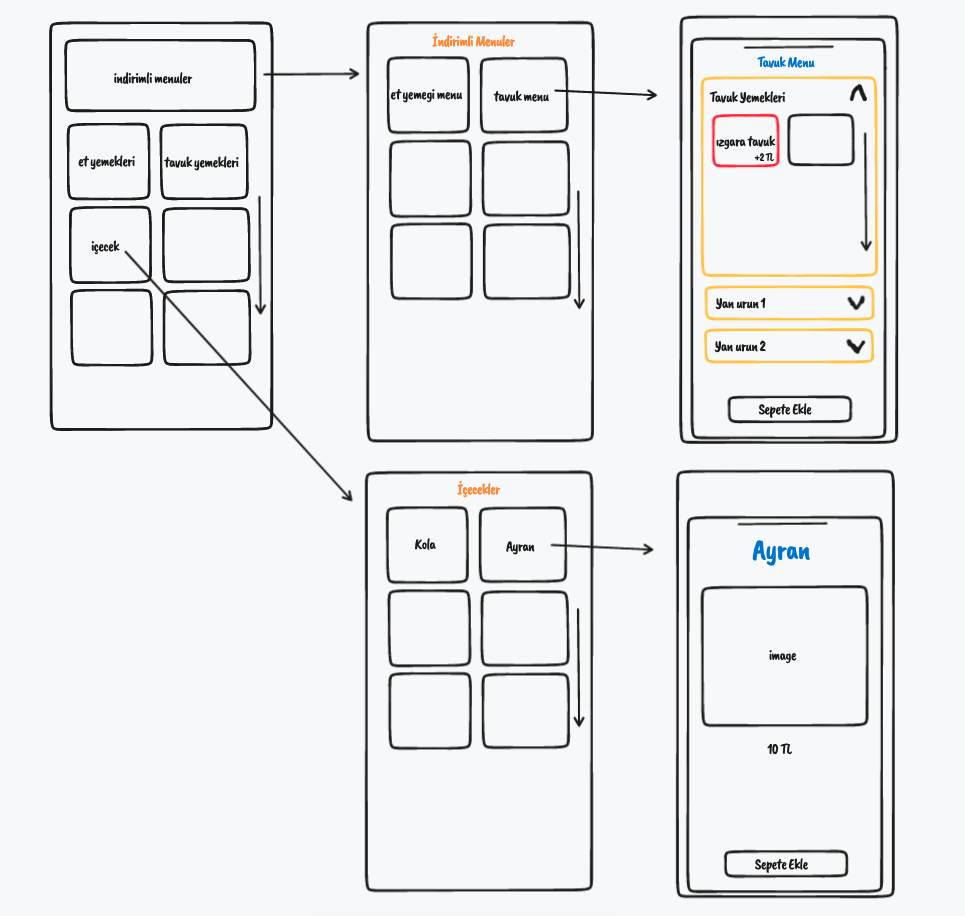 indirimli menuler
et yemekleri
tavuk yemekleri
içecek
İndirimli Menuler
et yemegi menu
tavuk menu
Tavuk Menu
Tavuk Yemekleri
ızgara tavuk
+2 TL
Yan urun 1
Yan urun 2
Sepete Ekle
İçecekler
Kola
Ayran
Ayran
image
10 TL
Sepete Ekle